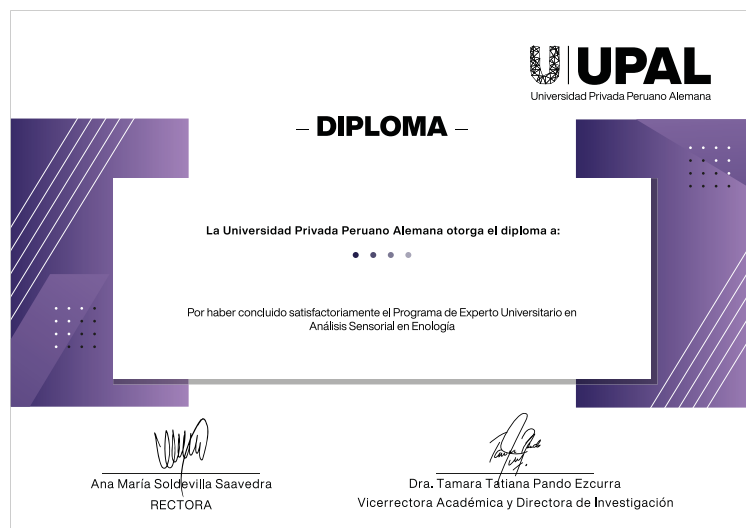 UPAL
Universidad Privada Peruano Alemana
– DIPLOMA –
La Universidad Privada Peruano Alemana otorga el diploma a:
Por haber concluido satisfactoriamente el Programa de Experto Universitario en
Análisis Sensorial en Enología
Ana María Soldevilla Saavedra
RECTORA
Dra. Tamara Tatiana Pando Ezcurra
Vicerrectora Académica y Directora de Investigación